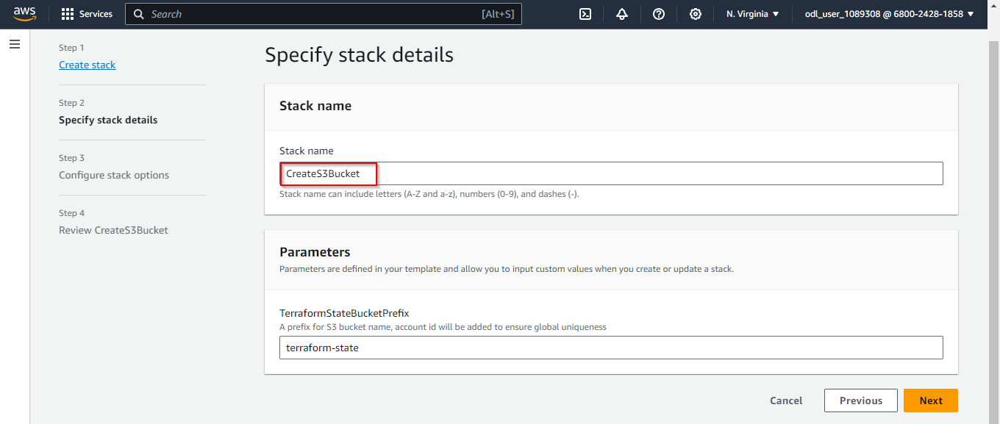 aws
Services
Search
[Alt+S]
N. Virginia
odl_user_1089308 @ 6800-2428-1858
Step 1
Create stack
Step 2
Specify stack details
Step 3
Configure stack options
Step 4
Review CreateS3Bucket
Specify stack details
Stack name
Stack name
CreateS3Bucket
Stack name can include letters (A-Z and a-z), numbers (0-9), and dashes (-).
Parameters
Parameters are defined in your template and allow you to input custom values when you create or update a stack.
TerraformStateBucketPrefix
A prefix for S3 bucket name, account id will be added to ensure global uniqueness
terraform-state
Cancel
Previous
Next